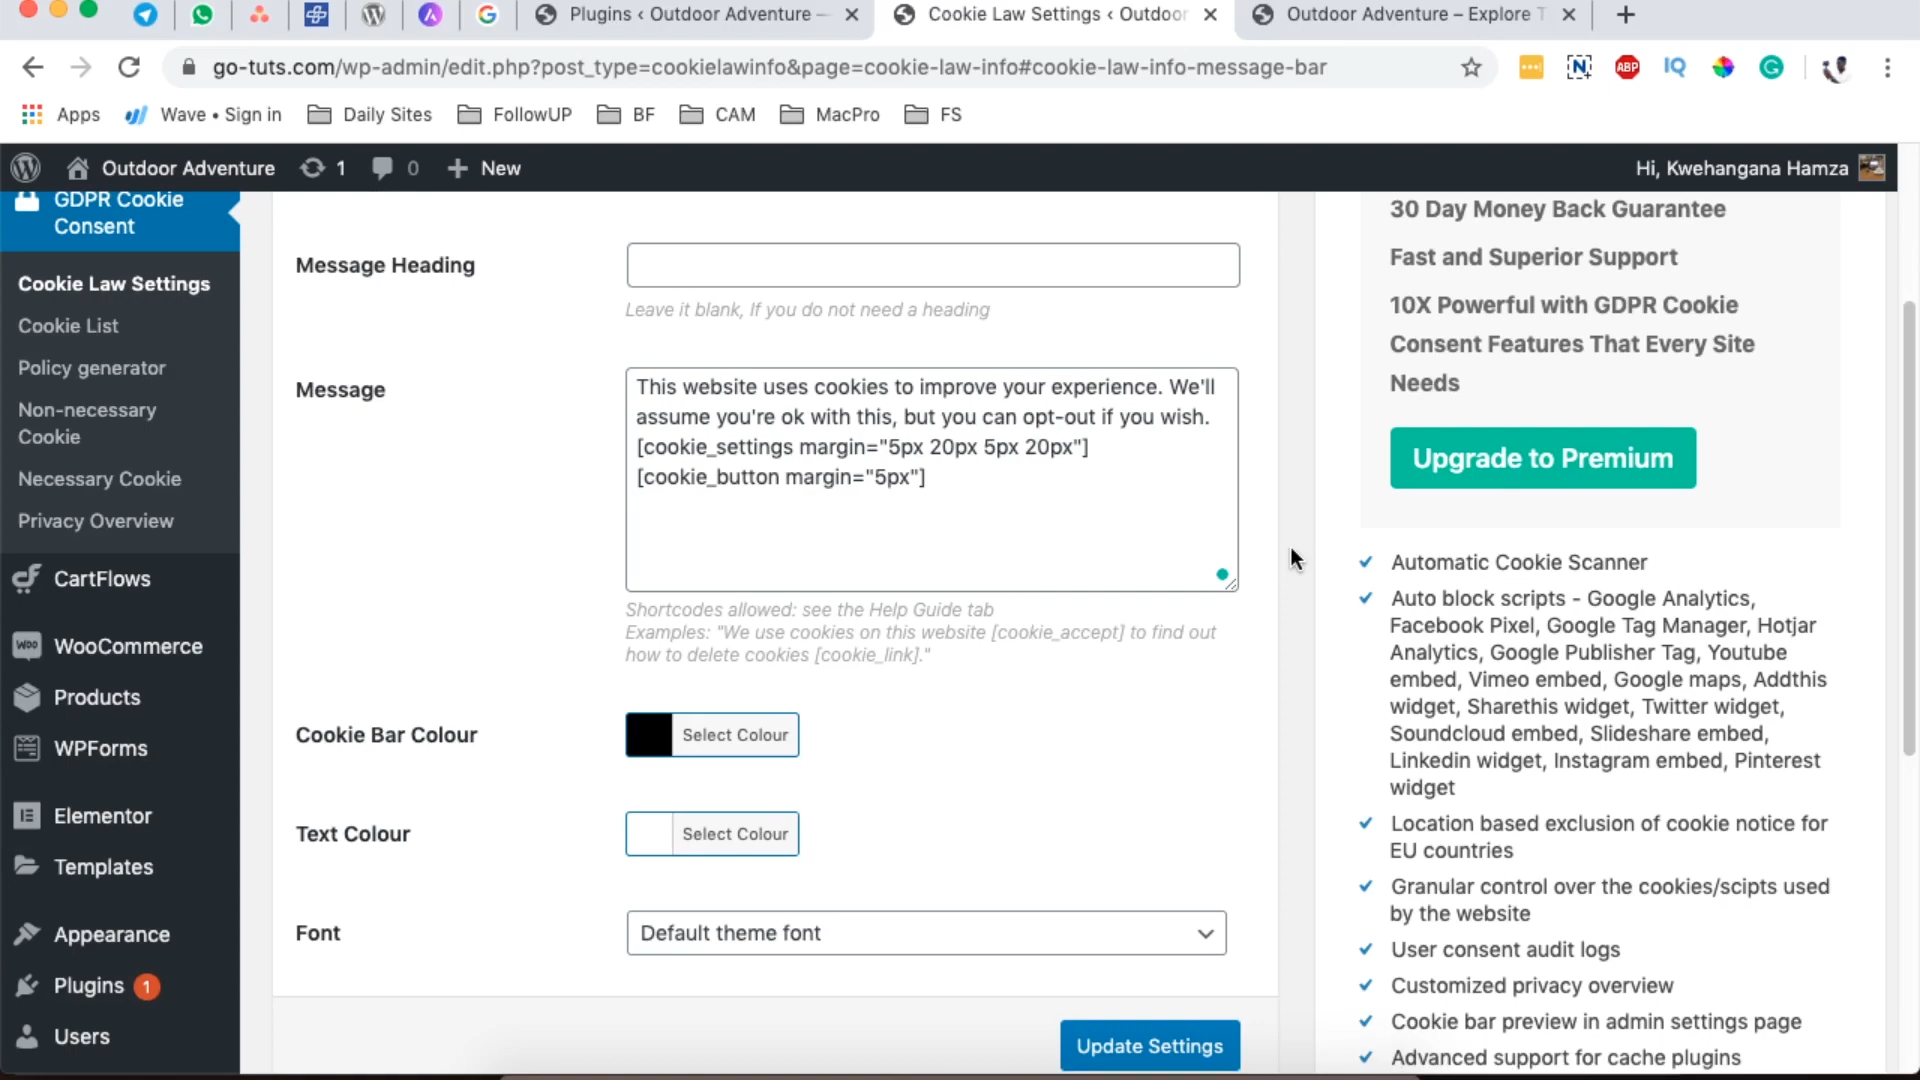 Plugins ‹ Outdoor Adventure —
Cookie Law Settings ‹ Outdoor
Outdoor Adventure – Explore T
go-tuts.com/wp-admin/edit.php?post_type=cookielawinfo&page=cookie-law-info#cookie-law-info-message-bar
ABP
IQ
Apps
Wave • Sign in
Daily Sites
FollowUP
BF
CAM
MacPro
FS
Outdoor Adventure
1
0
New
Hi, Kwehangana Hamza
GDPR Cookie
Consent
Cookie Law Settings
Cookie List
Policy generator
Non-necessary
Cookie
Necessary Cookie
Privacy Overview
CartFlows
WooCommerce
Products
WPForms
Elementor
Templates
Appearance
Plugins 1
Users
Message Heading
Leave it blank, If you do not need a heading
Message
This website uses cookies to improve your experience. We'll
assume you're ok with this, but you can opt-out if you wish.
[cookie_settings margin="5px 20px 5px 20px"]
[cookie_button margin="5px"]
Shortcodes allowed: see the Help Guide tab
Examples: "We use cookies on this website [cookie_accept] to find out
how to delete cookies [cookie_link]."
Cookie Bar Colour
Select Colour
Text Colour
Select Colour
Font
Default theme font
Update Settings
30 Day Money Back Guarantee
Fast and Superior Support
10X Powerful with GDPR Cookie
Consent Features That Every Site
Needs
Upgrade to Premium
Automatic Cookie Scanner
Auto block scripts - Google Analytics,
Facebook Pixel, Google Tag Manager, Hotjar
Analytics, Google Publisher Tag, Youtube
embed, Vimeo embed, Google maps, Addthis
widget, Sharethis widget, Twitter widget,
Soundcloud embed, Slideshare embed,
Linkedin widget, Instagram embed, Pinterest
widget
Location based exclusion of cookie notice for
EU countries
Granular control over the cookies/scipts used
by the website
User consent audit logs
Customized privacy overview
Cookie bar preview in admin settings page
Advanced support for cache plugins